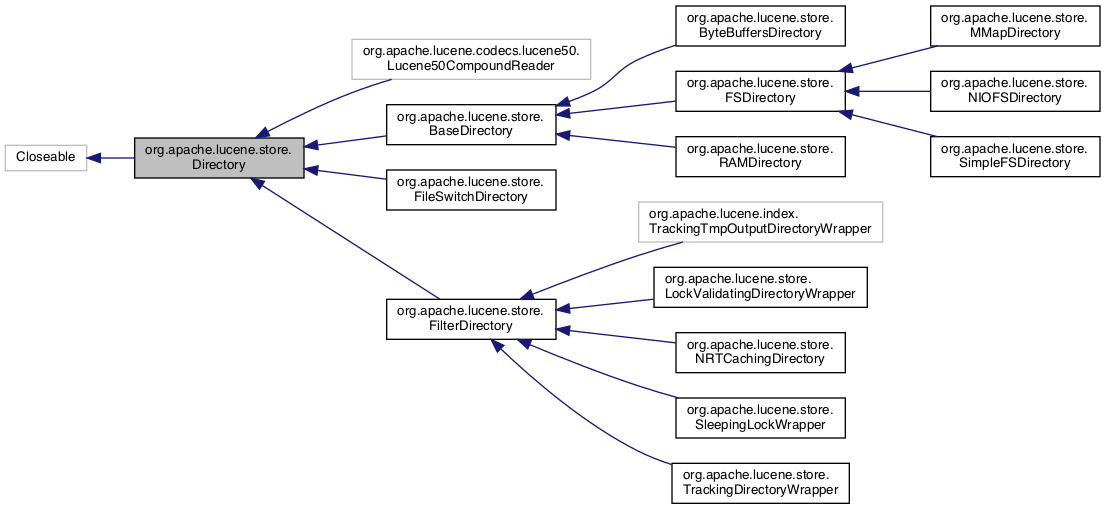 Closeable
org.apache.lucene.store.
Directory
org.apache.lucene.codecs.lucene50.
Lucene50CompoundReader
org.apache.lucene.store.
BaseDirectory
org.apache.lucene.store.
FileSwitchDirectory
org.apache.lucene.store.
FilterDirectory
org.apache.lucene.store.
ByteBuffersDirectory
org.apache.lucene.store.
FSDirectory
org.apache.lucene.store.
RAMDirectory
org.apache.lucene.index.
TrackingTmpOutputDirectoryWrapper
org.apache.lucene.store.
LockValidatingDirectoryWrapper
org.apache.lucene.store.
NRTCachingDirectory
org.apache.lucene.store.
SleepingLockWrapper
org.apache.lucene.store.
TrackingDirectoryWrapper
org.apache.lucene.store.
MMapDirectory
org.apache.lucene.store.
NIOFSDirectory
org.apache.lucene.store.
SimpleFSDirectory